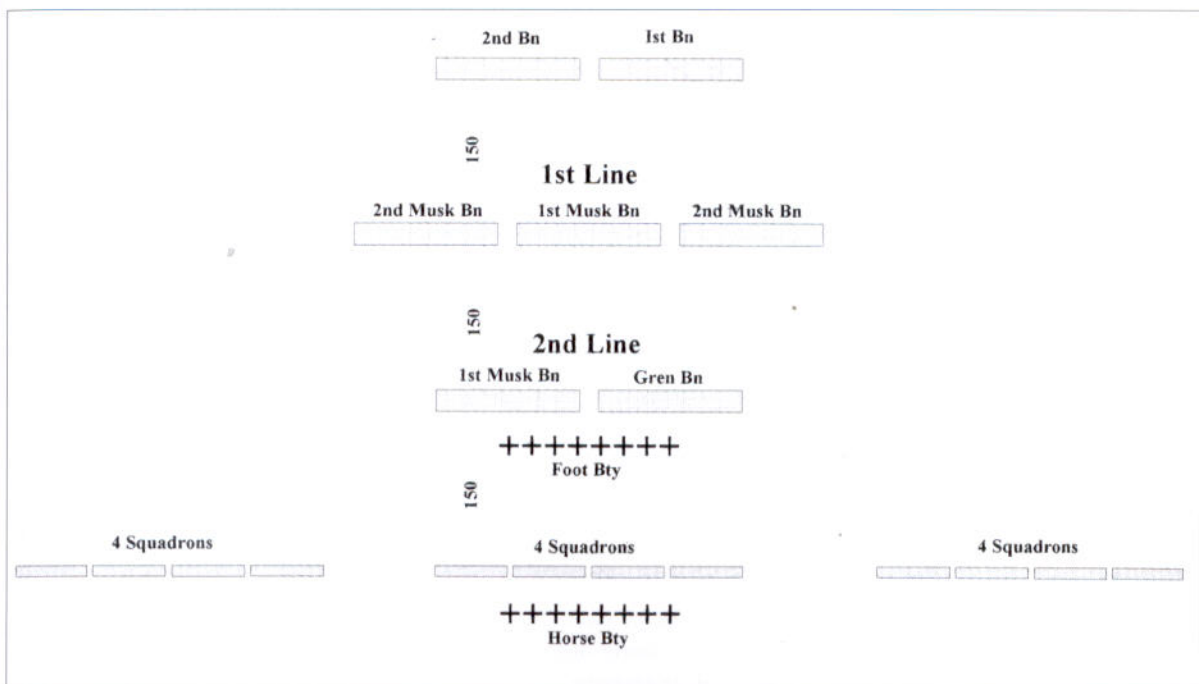 2nd Bn Ist Bn
150
1st Line
2nd Musk Bn 1st Musk Bn 2nd Musk Bn
150
2nd Line
1st Musk Bn Gren Bn
Foot Bty
150
4 Squadrons 4 Squadrons 4 Squadrons
Horse Bty